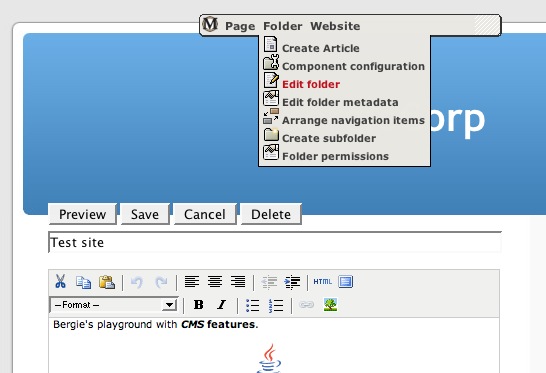 Page Folder Website
Create Article
Component configuration
Edit folder
Edit folder metadata
Arrange navigation items
Create subfolder
Folder permissions
orp
Preview Save Cancel Delete
Test site
HTML
--Format-- B I
Bergie's playground with CMS features.